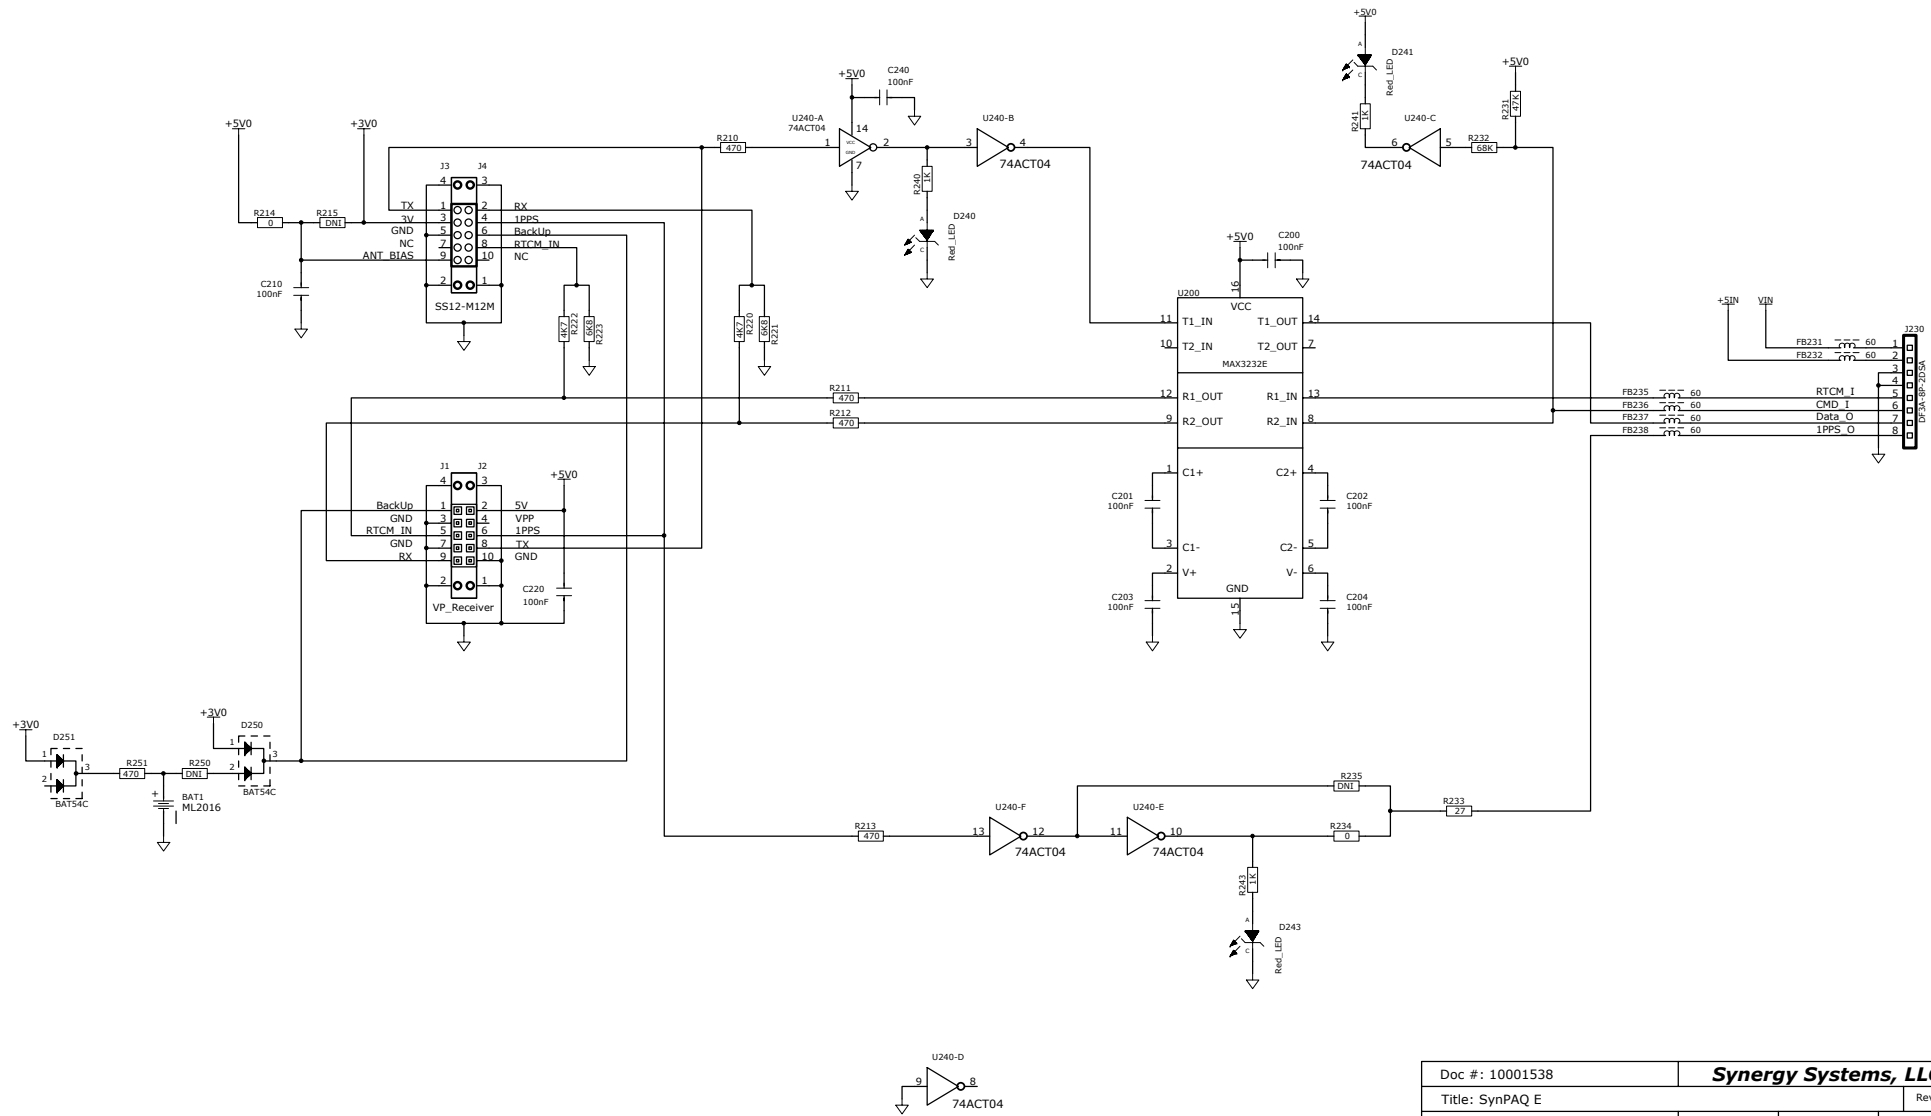 +5V0
A
D241
C
Red_LED
R241
1K
+5V0
R231
47K
U240-C
6
5
74ACT04
R232
68K
+5V0
C240
100nF
U240-A
74ACT04
14
VCC
GND
1
2
7
U240-B
3
4
74ACT04
R210
470
R240
1K
A
D240
C
Red_LED
+5V0
+3V0
R214
0
R215
DNI
C210
100nF
J3
J4
4
3
TX
1
2
RX
3V
3
4
1PPS
GND
5
6
BackUp
NC
7
8
RTCM_IN
ANT_BIAS
9
10
NC
2
1
SS12-M12M
4K7
R222
6K8
R223
4K7
R220
6K8
R221
R211
470
R212
470
+5V0
C200
100nF
U200
16
VCC
11
T1_IN
T1_OUT
14
10
T2_IN
T2_OUT
7
MAX3232E
12
R1_OUT
R1_IN
13
9
R2_OUT
R2_IN
8
1
C1+
C2+
4
C201
100nF
C202
100nF
3
C1-
C2-
5
2
V+
V-
6
C203
100nF
C204
100nF
GND
15
+5IN
VIN
J230
FB231
60
1
FB232
60
2
3
4
FB235
60
RTCM_I
5
FB236
60
CMD_I
6
FB237
60
Data_O
7
FB238
60
1PPS_O
8
DF3A-8P-2DSA
J1
J2
+5V0
4
3
BackUp
1
2
5V
GND
3
4
VPP
RTCM_IN
5
6
1PPS
GND
7
8
TX
RX
9
10
GND
2
1
C220
100nF
VP_Receiver
+3V0
D251
1
2
3
BAT54C
R251
470
R250
DNI
+
BAT1
ML2016
+3V0
D250
1
2
3
BAT54C
R213
470
U240-F
13
12
74ACT04
U240-E
11
10
74ACT04
R235
DNI
R234
0
R233
27
R243
1K
A
D243
C
Red_LED
U240-D
9
8
74ACT04
Doc #: 10001538
Synergy Systems, LLC
Title: SynPAQ E
Rev